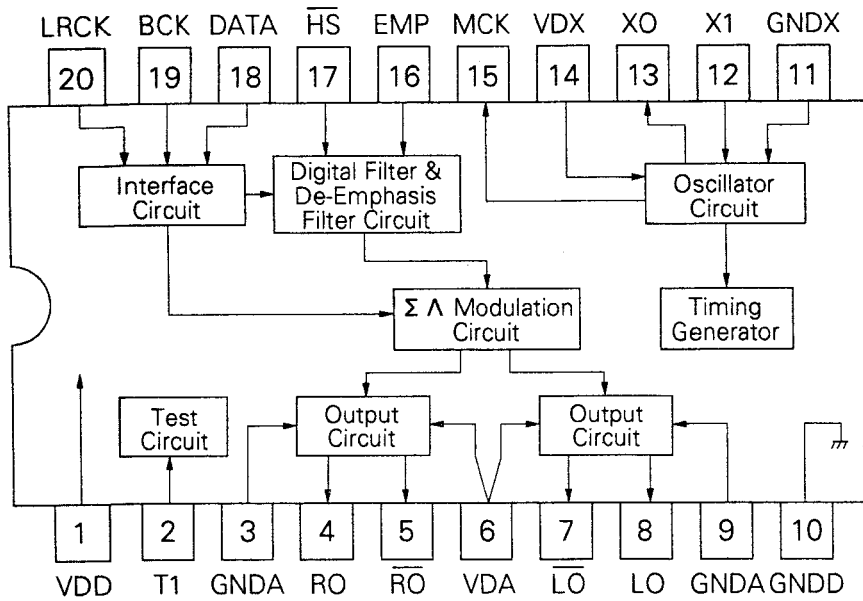 LRCK BCK DATA H̅S̅ EMP MCK VDX XO X1 GNDX
20 19 18 17 16 15 14 13 12 11
Interface
Circuit
Digital Filter &
De-Emphasis
Filter Circuit
Oscillator
Circuit
Σ Λ Modulation
Circuit
Timing
Generator
Test
Circuit
Output
Circuit
Output
Circuit
1 2 3 4 5 6 7 8 9 10
VDD T1 GNDA RO R̅O̅ VDA L̅O̅ LO GNDA GNDD